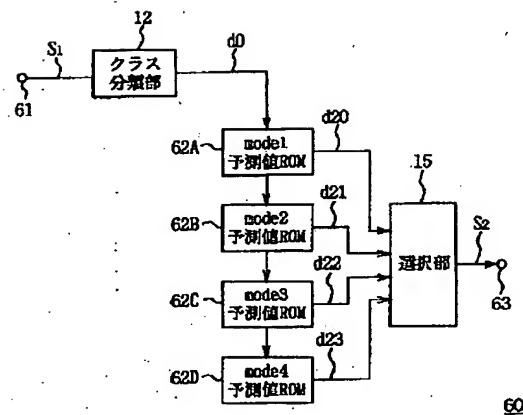 12
S1
クラス
分類部
d0
61
mode1
予測値ROM
62A
d20
15
mode2
予測値ROM
62B
d21
選択部
S2
63
mode3
予測値ROM
62C
d22
mode4
予測値ROM
62D
d23
60